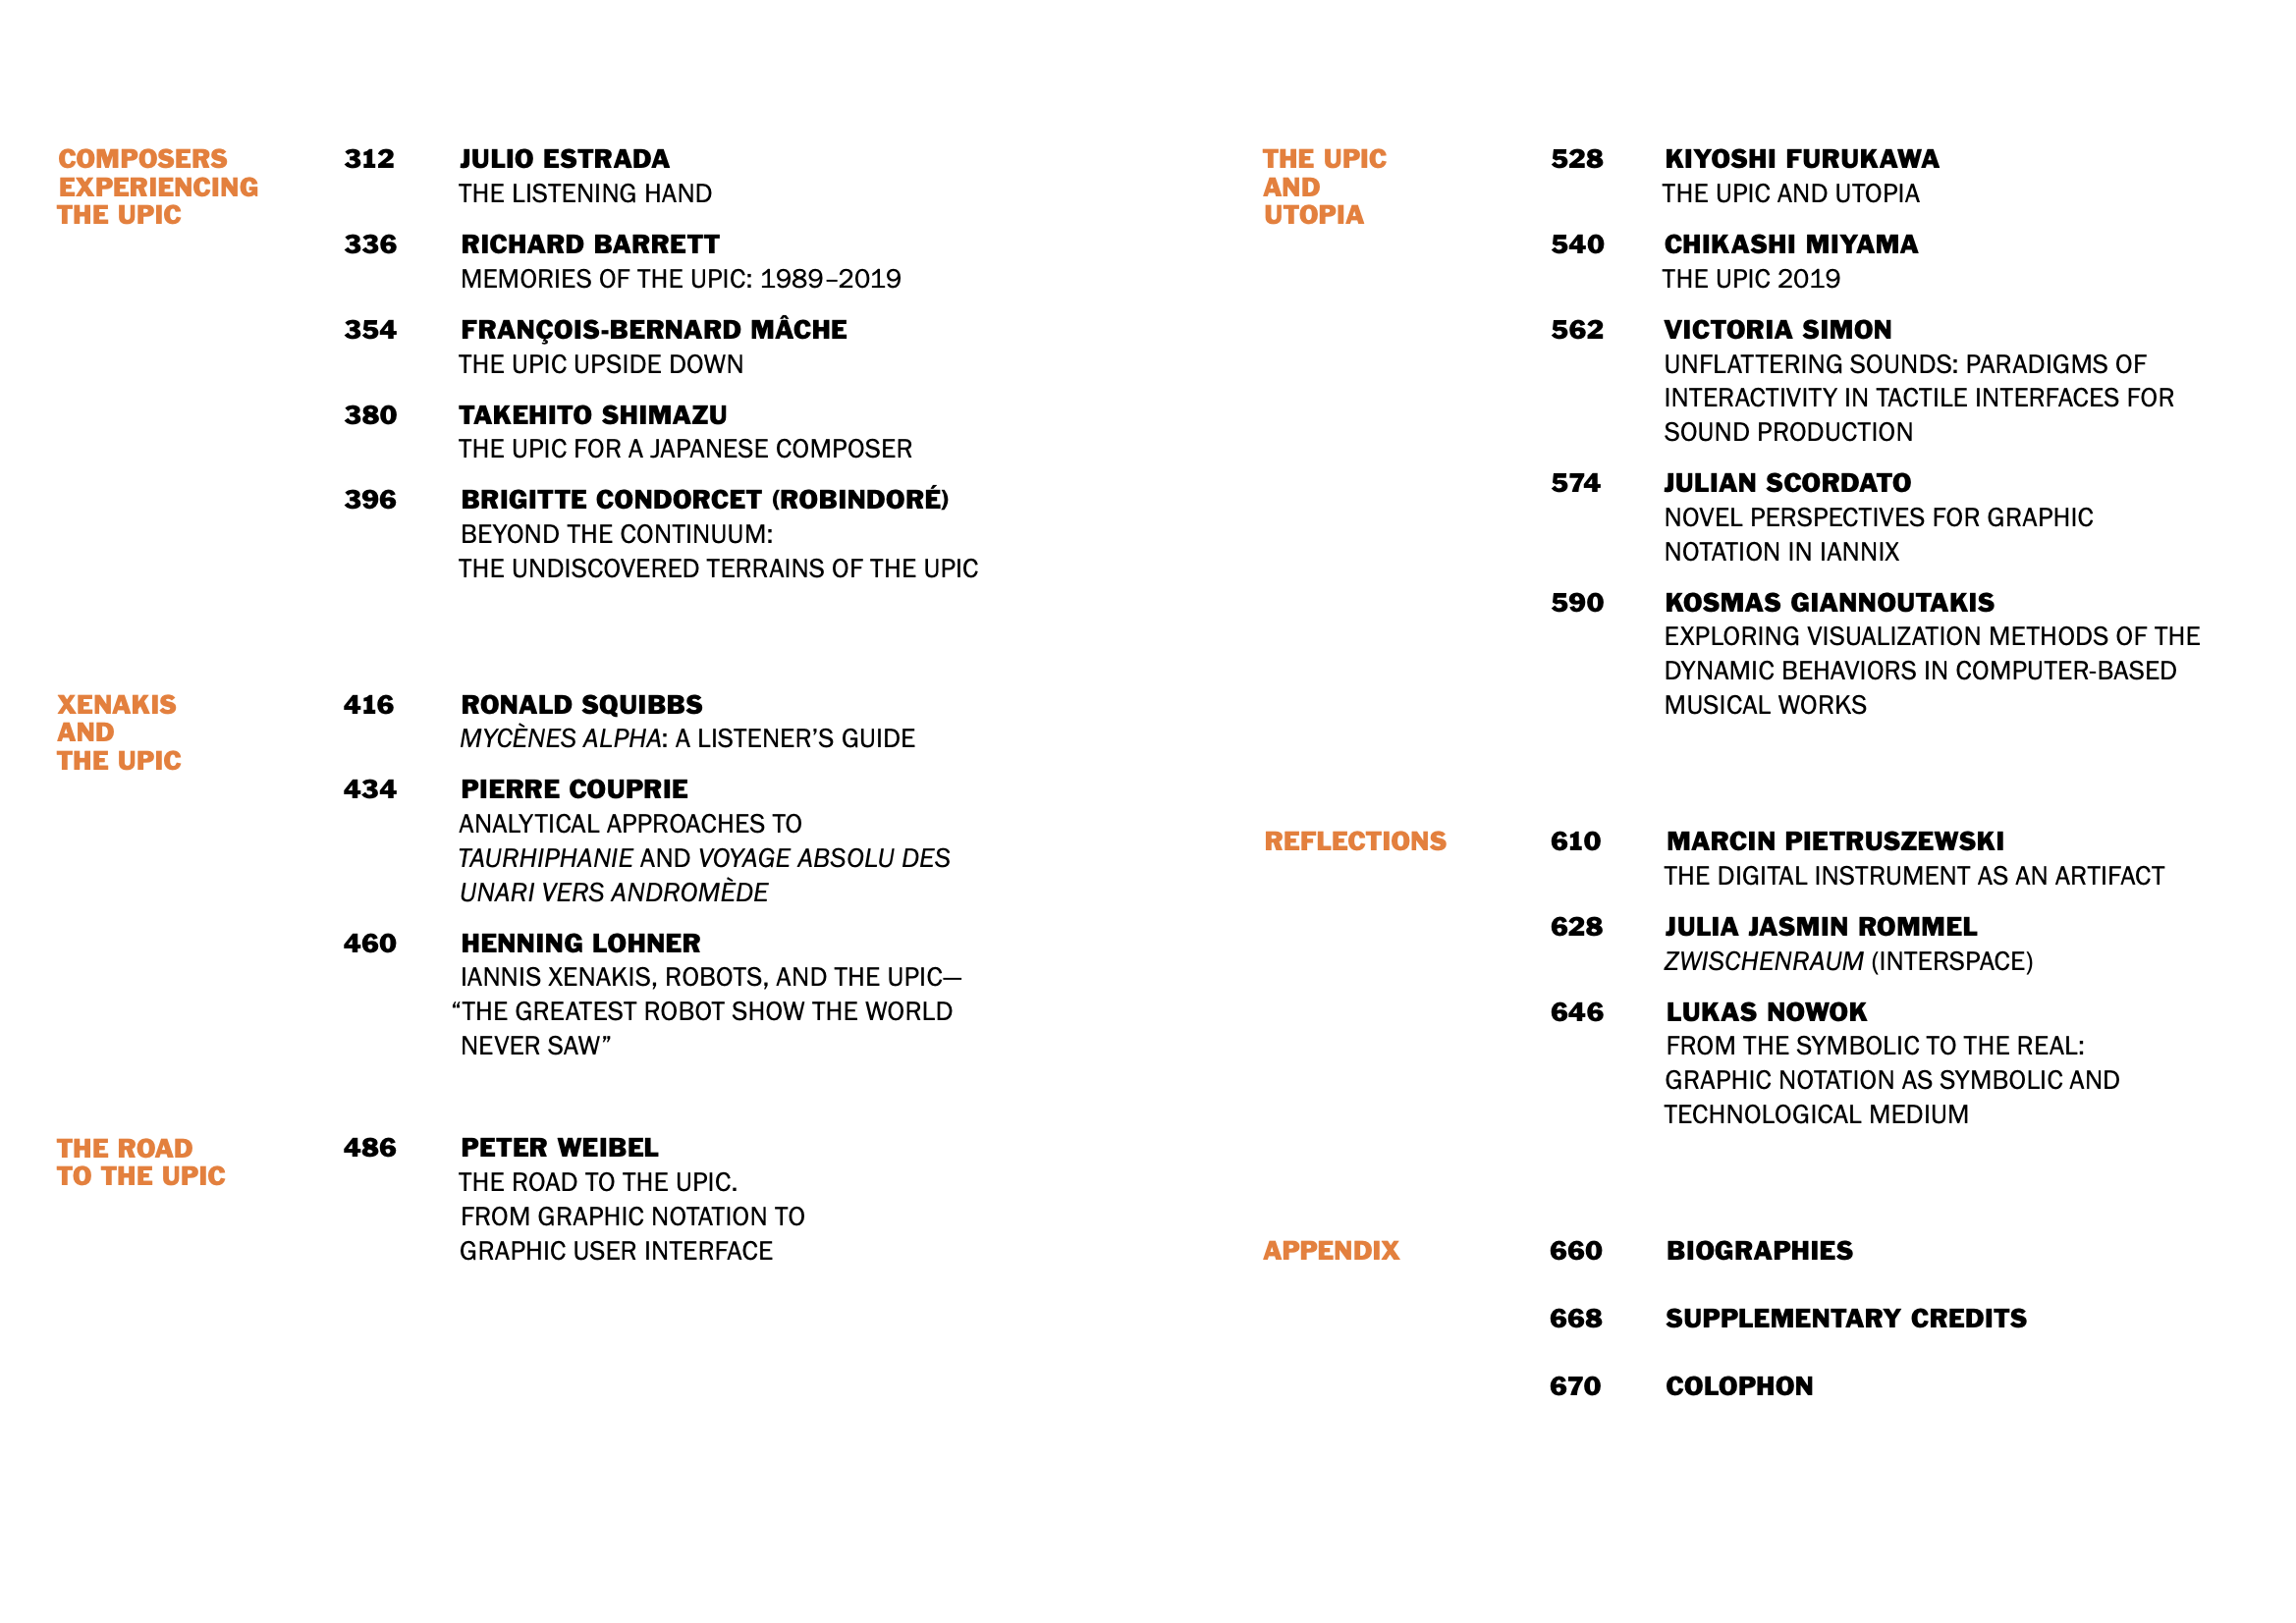 COMPOSERS
EXPERIENCING
THE UPIC
312 JULIO ESTRADA
THE LISTENING HAND
336 RICHARD BARRETT
MEMORIES OF THE UPIC: 1989–2019
354 FRANÇOIS-BERNARD MÂCHE
THE UPIC UPSIDE DOWN
380 TAKEHITO SHIMAZU
THE UPIC FOR A JAPANESE COMPOSER
396 BRIGITTE CONDORCET (ROBINDORÉ)
BEYOND THE CONTINUUM:
THE UNDISCOVERED TERRAINS OF THE UPIC
XENAKIS
AND
THE UPIC
416 RONALD SQUIBBS
MYCÈNES ALPHA: A LISTENER’S GUIDE
434 PIERRE COUPRIE
ANALYTICAL APPROACHES TO
TAURHIPHANIE AND VOYAGE ABSOLU DES
UNARI VERS ANDROMÈDE
460 HENNING LOHNER
IANNIS XENAKIS, ROBOTS, AND THE UPIC—
“THE GREATEST ROBOT SHOW THE WORLD
NEVER SAW”
THE ROAD
TO THE UPIC
486 PETER WEIBEL
THE ROAD TO THE UPIC.
FROM GRAPHIC NOTATION TO
GRAPHIC USER INTERFACE
THE UPIC
AND
UTOPIA
528 KIYOSHI FURUKAWA
THE UPIC AND UTOPIA
540 CHIKASHI MIYAMA
THE UPIC 2019
562 VICTORIA SIMON
UNFLATTERING SOUNDS: PARADIGMS OF
INTERACTIVITY IN TACTILE INTERFACES FOR
SOUND PRODUCTION
574 JULIAN SCORDATO
NOVEL PERSPECTIVES FOR GRAPHIC
NOTATION IN IANNIX
590 KOSMAS GIANNOUTAKIS
EXPLORING VISUALIZATION METHODS OF THE
DYNAMIC BEHAVIORS IN COMPUTER-BASED
MUSICAL WORKS
REFLECTIONS
610 MARCIN PIETRUSZEWSKI
THE DIGITAL INSTRUMENT AS AN ARTIFACT
628 JULIA JASMIN ROMMEL
ZWISCHENRAUM (INTERSPACE)
646 LUKAS NOWOK
FROM THE SYMBOLIC TO THE REAL:
GRAPHIC NOTATION AS SYMBOLIC AND
TECHNOLOGICAL MEDIUM
APPENDIX
660 BIOGRAPHIES
668 SUPPLEMENTARY CREDITS
670 COLOPHON